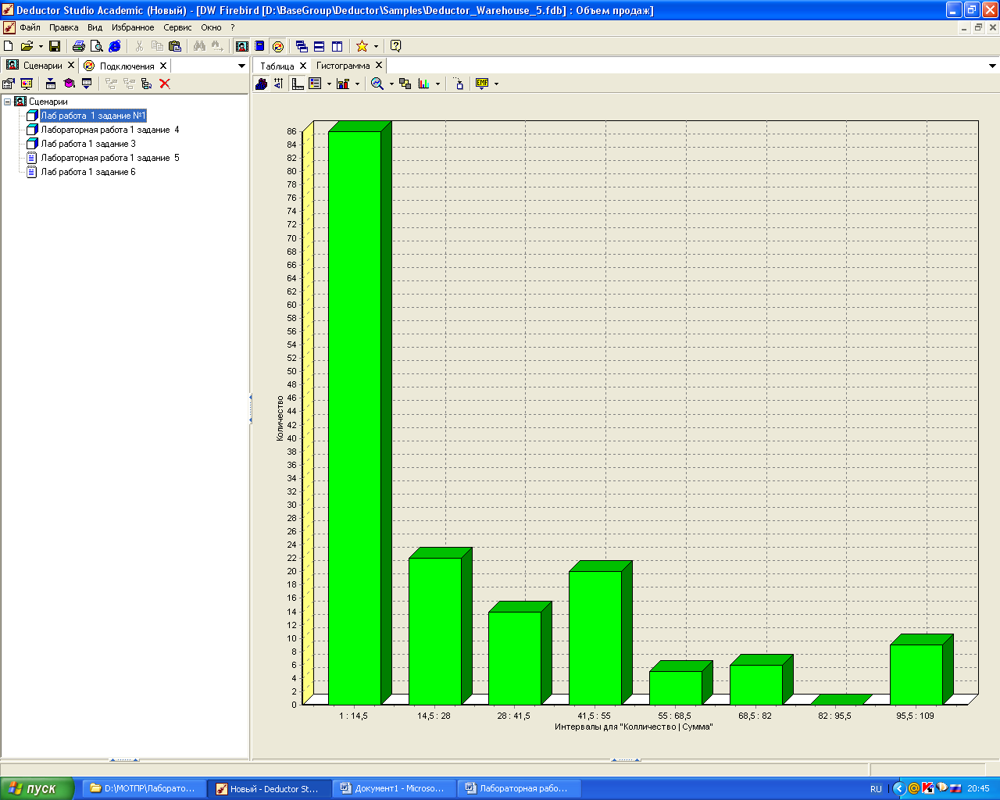 Deductor Studio Academic (Новый) - [DW Firebird [D:\BaseGroup\Deductor\Samples\Deductor_Warehouse_5.fdb] : Объем продаж]
Файл Правка Вид Избранное Сервис Окно ?
Сценарии Подключения
Таблица Гистограмма
EMF
Сценарии
Лаб работа 1 задание №1
Лабораторная работа 1 задание 4
Лаб работа 1 задание 3
Лабораторная работа 1 задание 5
Лаб работа 1 задание 6
86
84
82
80
78
76
74
72
70
68
66
64
62
60
58
56
54
52
50
48
46
44
42
40
38
36
34
32
30
28
26
24
22
20
18
16
14
12
10
8
6
4
2
0
Количество
1 : 14,5 14,5 : 28 28 : 41,5 41,5 : 55 55 : 68,5 68,5 : 82 82 : 95,5 95,5 : 109
Интервалы для "Колличество | Сумма"
пуск D:\МОТПР\Лаборато... Новый - Deductor St... Документ1 - Microso... Лабораторная рабо... RU 20:45